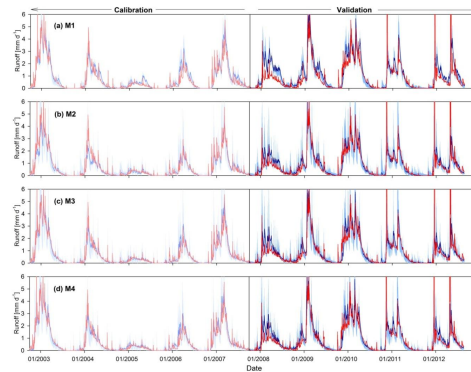 Calibration Validation
(a) M1
Runoff [mm d⁻¹]
6
5
4
3
2
1
0
(b) M2
Runoff [mm d⁻¹]
6
5
4
3
2
1
0
(c) M3
Runoff [mm d⁻¹]
6
5
4
3
2
1
0
(d) M4
Runoff [mm d⁻¹]
6
5
4
3
2
1
0
01/2003 01/2004 01/2005 01/2006 01/2007 01/2008 01/2009 01/2010 01/2011 01/2012
Date